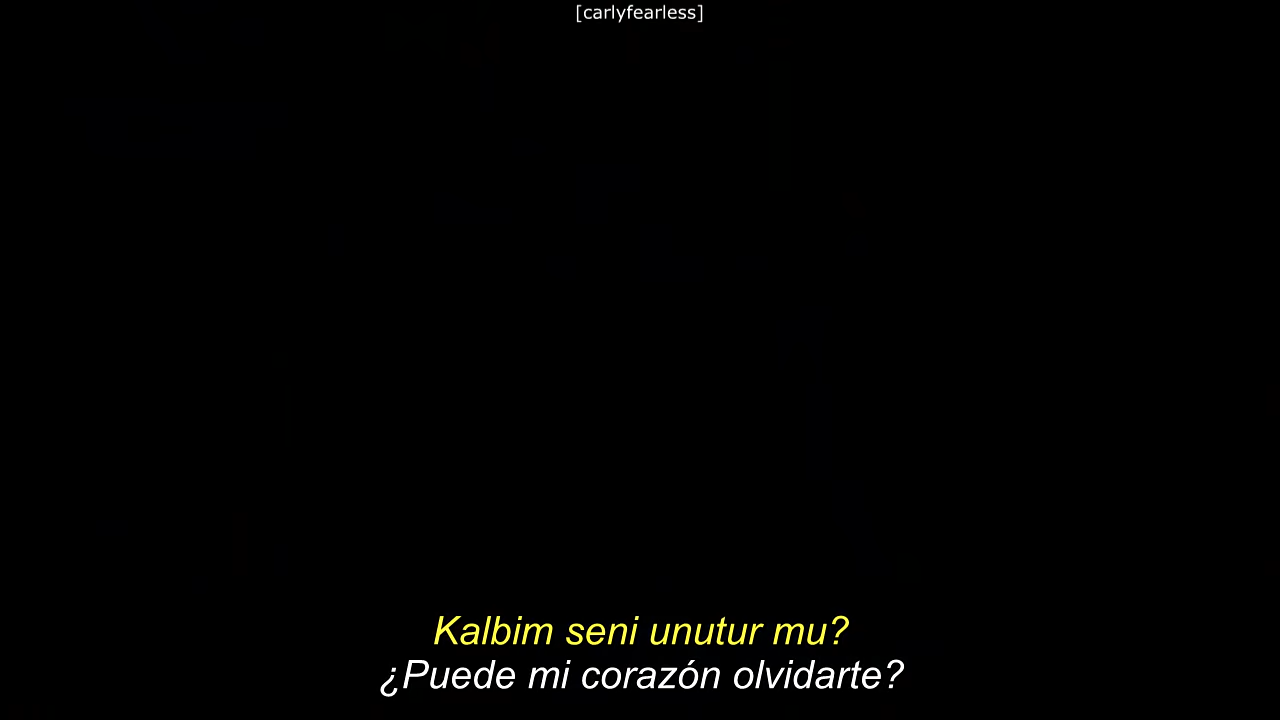 [carlyfearless]
Kalbim seni unutur mu?
¿Puede mi corazón olvidarte?